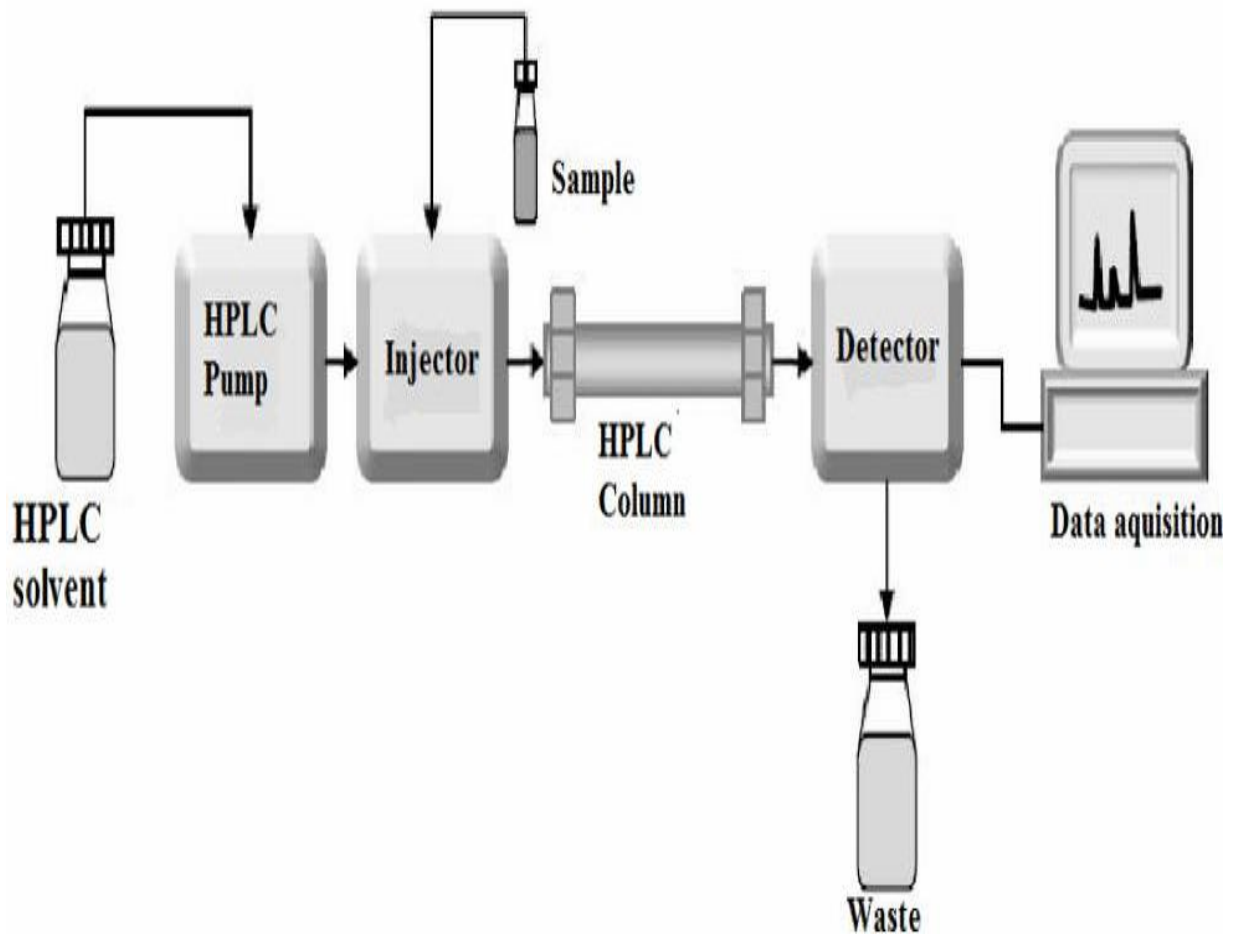 Sample
HPLC
Pump
Injector
Detector
HPLC
Column
HPLC
solvent
Data aquisition
Waste